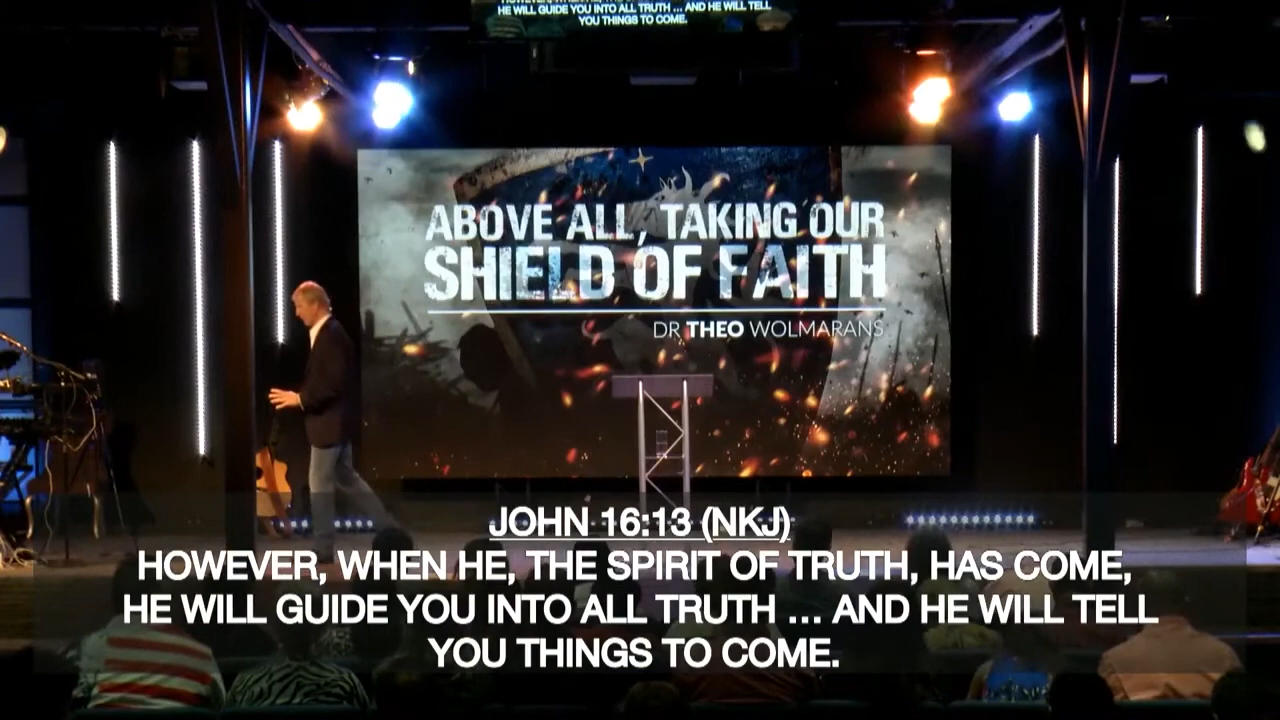 HE WILL GUIDE YOU INTO ALL TRUTH ... AND HE WILL TELL
YOU THINGS TO COME.
ABOVE ALL, TAKING OUR
SHIELD OF FAITH
DR THEO WOLMARANS
JOHN 16:13 (NKJ)
HOWEVER, WHEN HE, THE SPIRIT OF TRUTH, HAS COME,
HE WILL GUIDE YOU INTO ALL TRUTH ... AND HE WILL TELL
YOU THINGS TO COME.